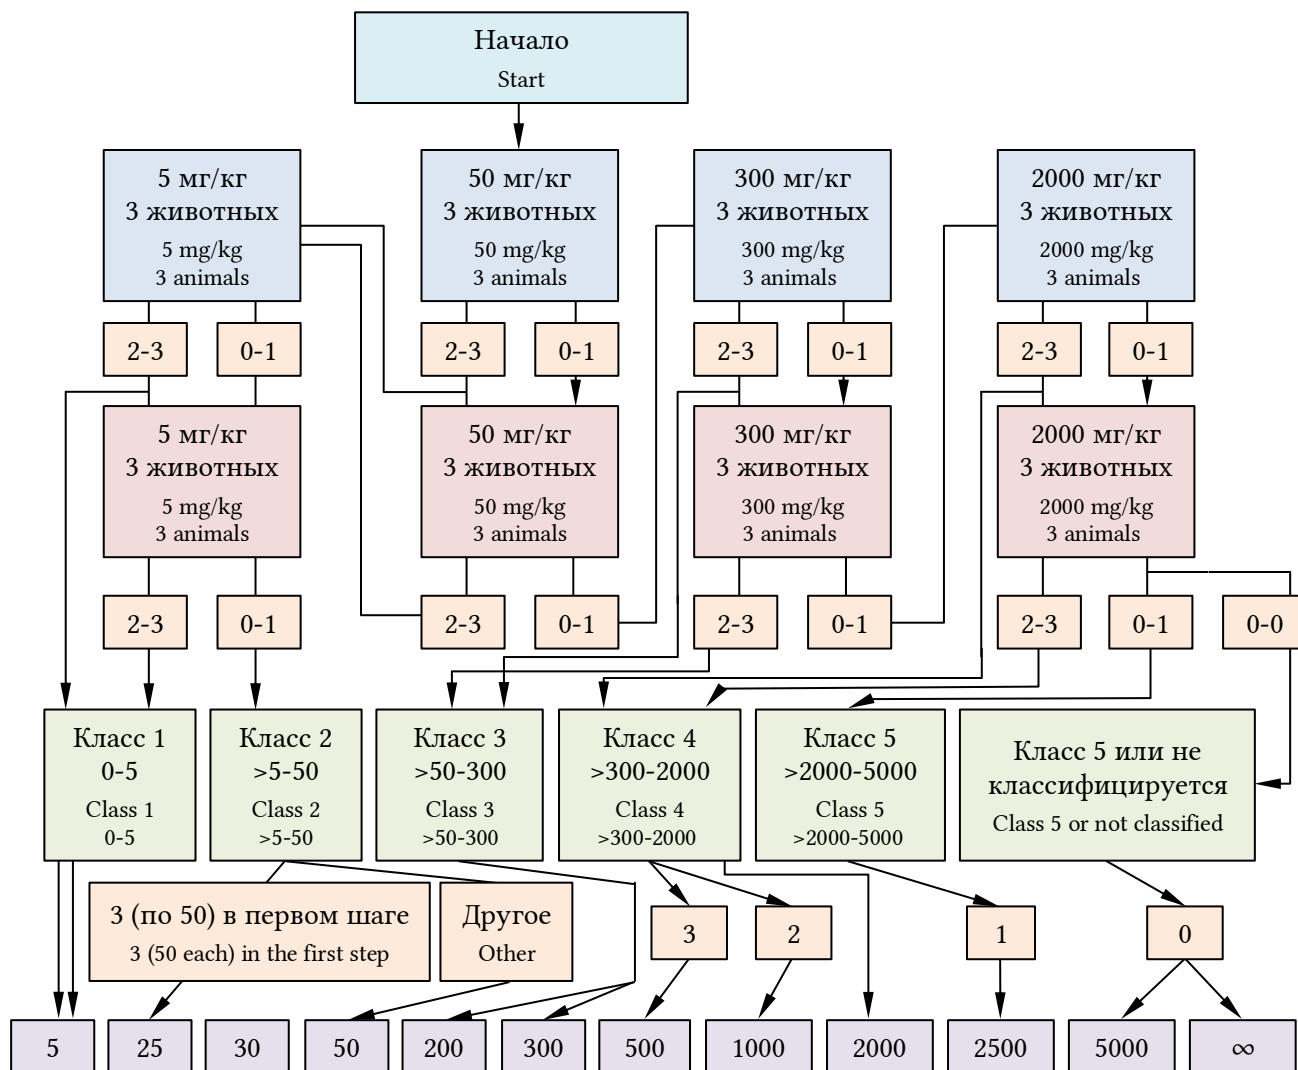 Начало
Start
5 мг/кг
3 животных
5 mg/kg
3 animals
50 мг/кг
3 животных
50 mg/kg
3 animals
300 мг/кг
3 животных
300 mg/kg
3 animals
2000 мг/кг
3 животных
2000 mg/kg
3 animals
2-3
0-1
2-3
0-1
2-3
0-1
2-3
0-1
5 мг/кг
3 животных
5 mg/kg
3 animals
50 мг/кг
3 животных
50 mg/kg
3 animals
300 мг/кг
3 животных
300 mg/kg
3 animals
2000 мг/кг
3 животных
2000 mg/kg
3 animals
2-3
0-1
2-3
0-1
2-3
0-1
2-3
0-1
0-0
Класс 1
0-5
Class 1
0-5
Класс 2
>5-50
Class 2
>5-50
Класс 3
>50-300
Class 3
>50-300
Класс 4
>300-2000
Class 4
>300-2000
Класс 5
>2000-5000
Class 5
>2000-5000
Класс 5 или не
классифицируется
Class 5 or not classified
3 (по 50) в первом шаге
3 (50 each) in the first step
Другое
Other
3
2
1
0
5
25
30
50
200
300
500
1000
2000
2500
5000
∞